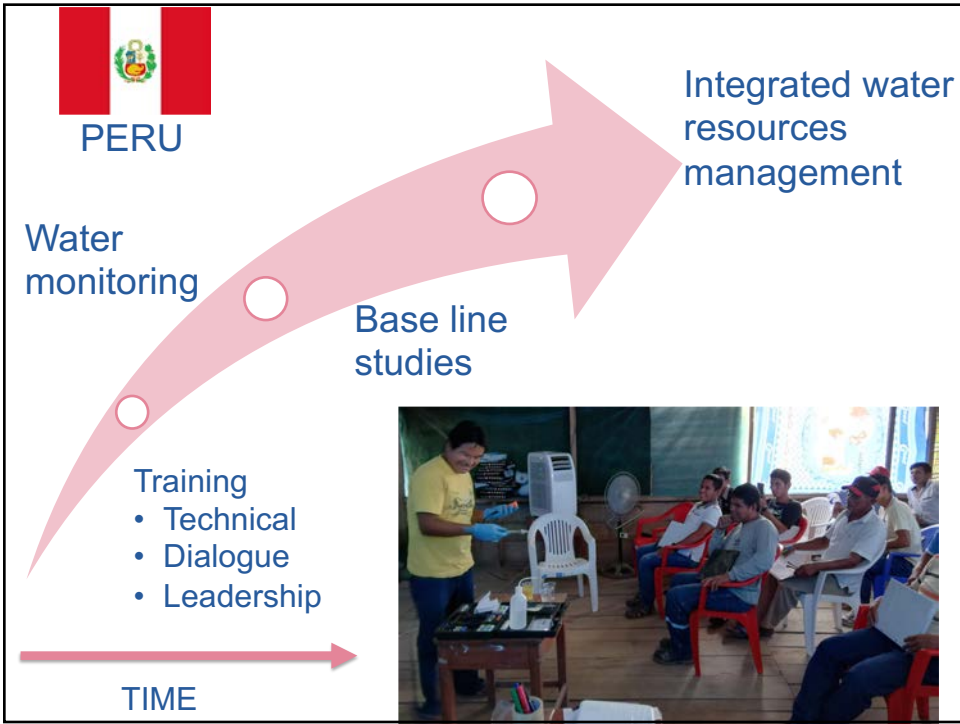 PERU
Integrated water
resources
management
Water
monitoring
Base line
studies
Training
• Technical
• Dialogue
• Leadership
TIME